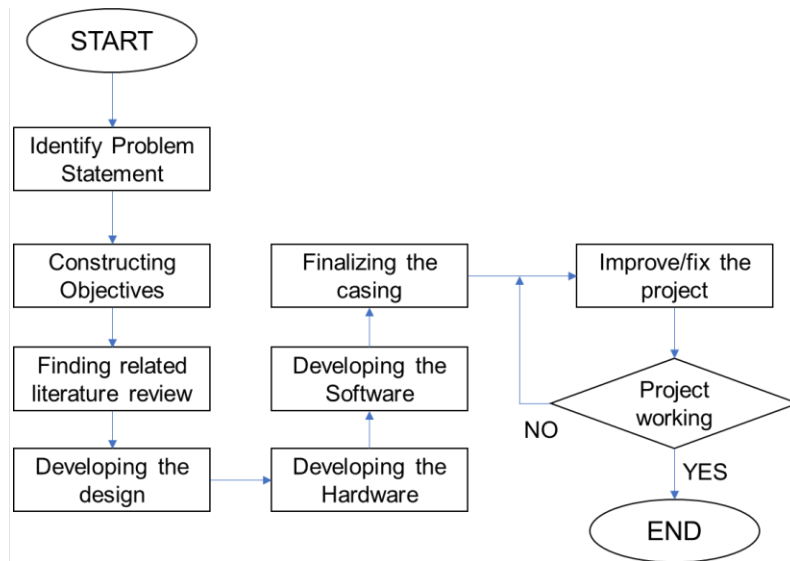 START
Identify Problem
Statement
Constructing
Objectives
Finding related
literature review
Developing the
design
Developing the
Hardware
Developing the
Software
Finalizing the
casing
Improve/fix the
project
Project
working
NO
YES
END